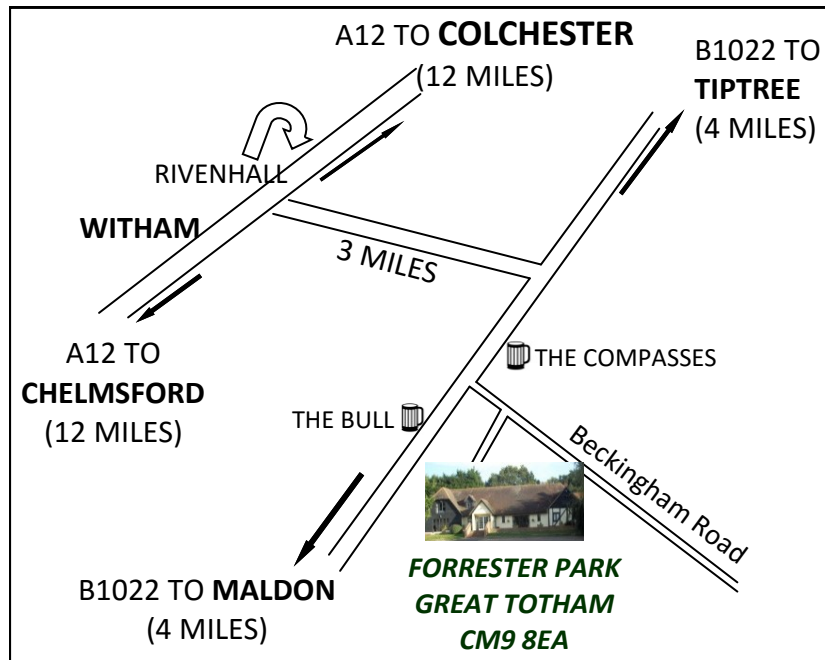 A12 TO COLCHESTER
(12 MILES)
B1022 TO
TIPTREE
(4 MILES)
RIVENHALL
WITHAM
3 MILES
A12 TO
CHELMSFORD
(12 MILES)
THE COMPASSES
THE BULL
Beckingham Road
B1022 TO MALDON
(4 MILES)
FORRESTER PARK
GREAT TOTHAM
CM9 8EA